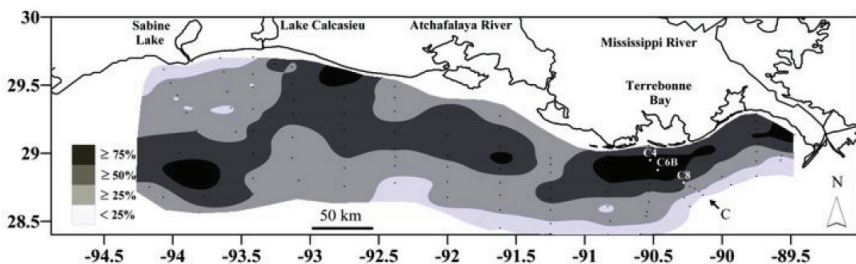 30
29.5
29
28.5
Sabine
Lake
Lake Calcasieu
Atchafalaya River
Mississippi River
Terrebonne
Bay
C4
C6B
C8
C
N
≥ 75%
≥ 50%
≥ 25%
< 25%
50 km
-94.5 -94 -93.5 -93 -92.5 -92 -91.5 -91 -90.5 -90 -89.5